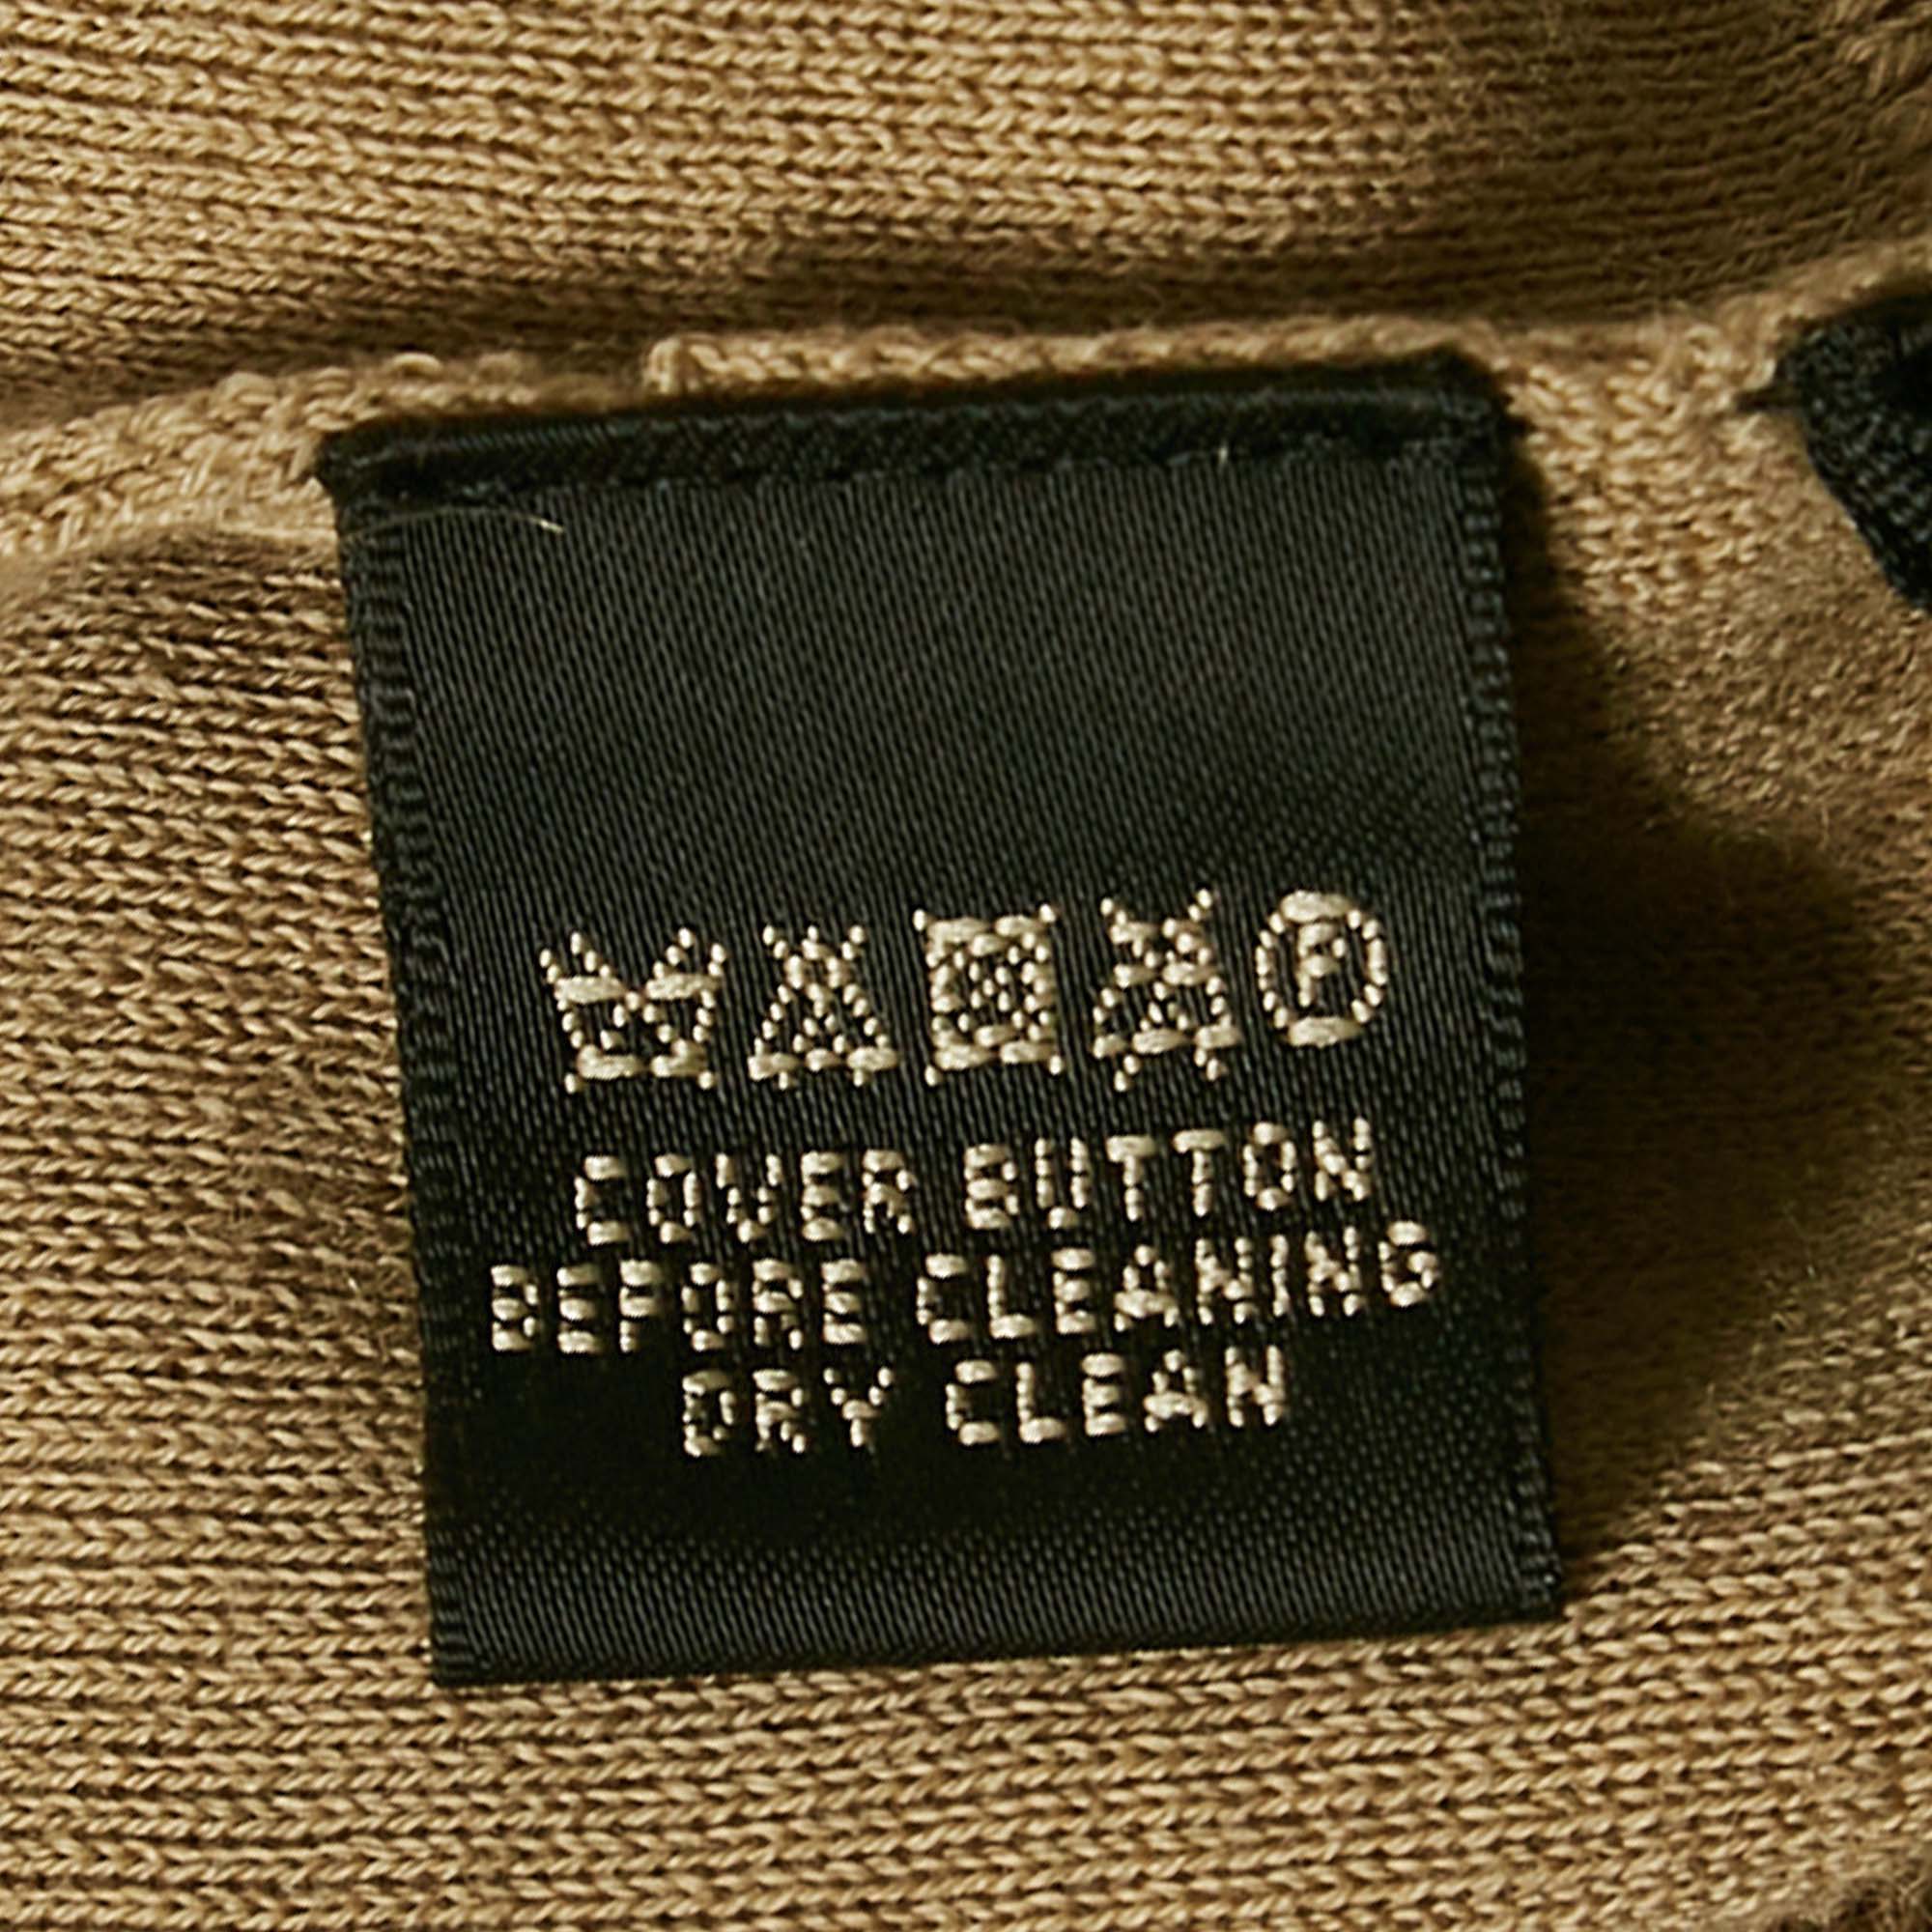 P
COVER BUTTON
BEFORE CLEANING
DRY CLEAN